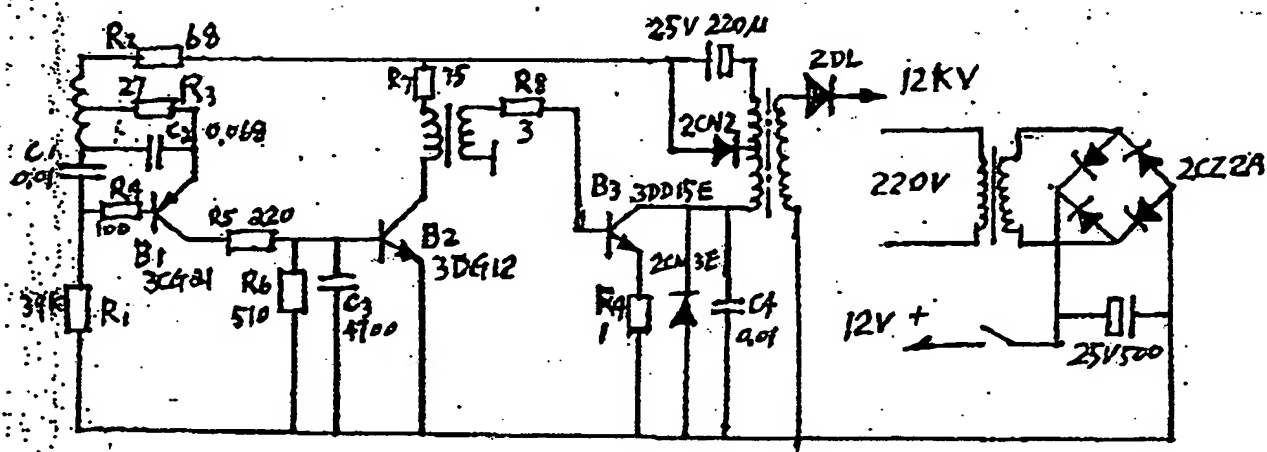 R2 68
25V 220μ
2DL
12KV
27 R3
R7 75
R8
3
C2 0.068
2CN2
C1
0.01
R4
100
220V
2CZ2A
B3 3DD15E
R5 220
B1
3CG21
B2
3DG12
R6
510
C3
4700
2CN3E
39K R1
R9
1
C4
0.01
12V +
25V500